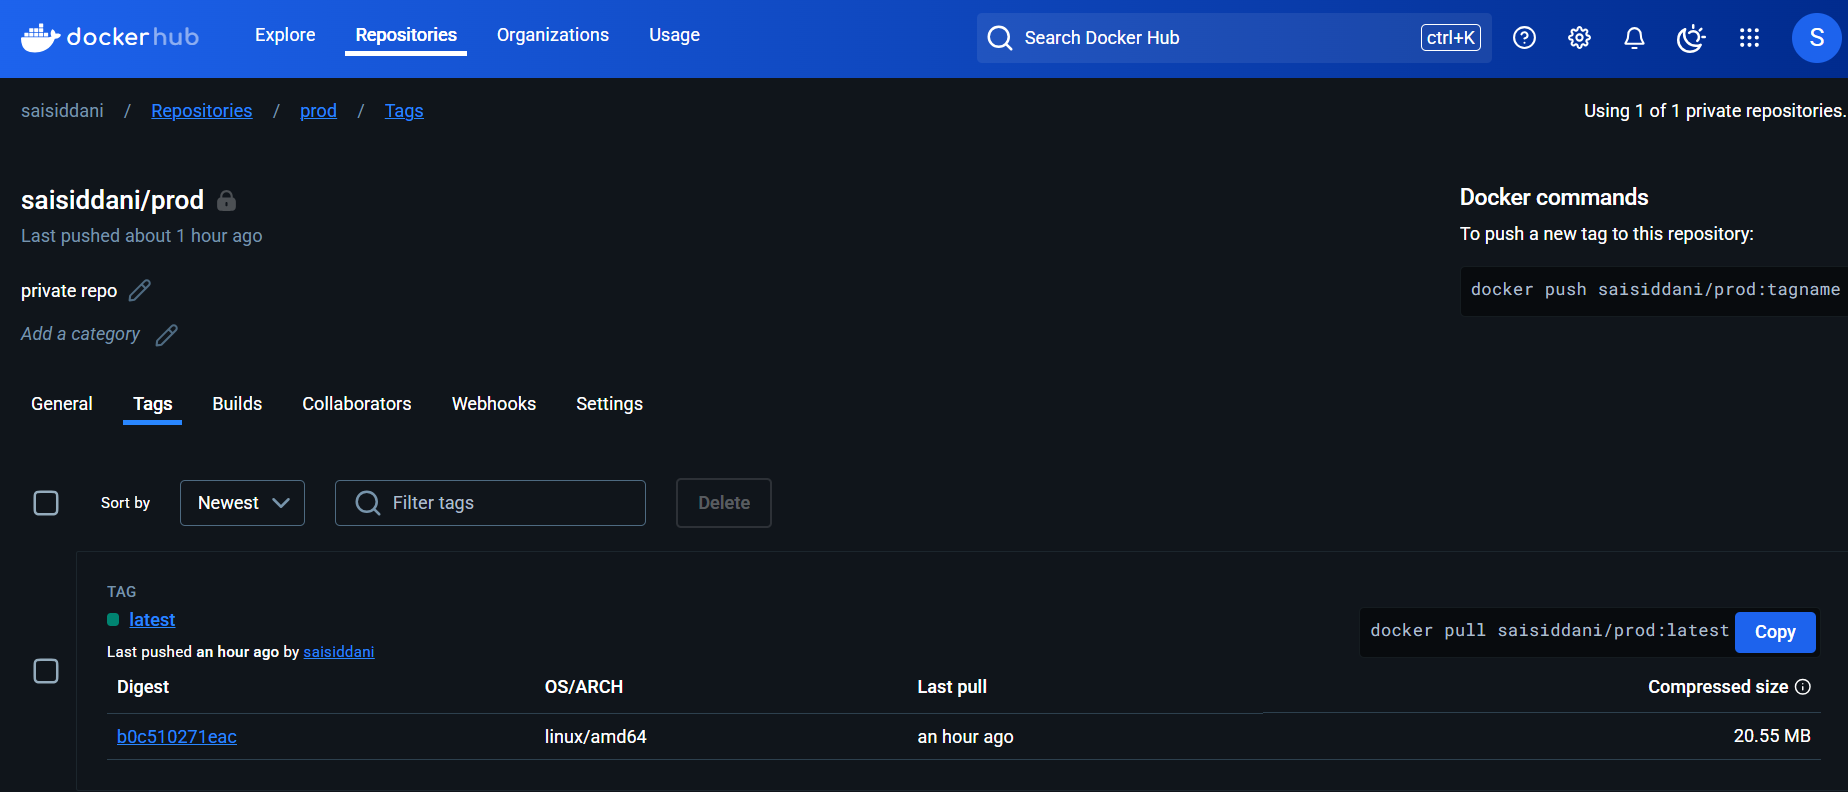 docker hub Explore Repositories Organizations Usage Search Docker Hub ctrl+K S
saisiddani / Repositories / prod / Tags Using 1 of 1 private repositories.
saisiddani/prod
Last pushed about 1 hour ago
private repo
Add a category
Docker commands
To push a new tag to this repository:
docker push saisiddani/prod:tagname
General Tags Builds Collaborators Webhooks Settings
Sort by Newest Filter tags Delete
TAG
latest
Last pushed an hour ago by saisiddani
docker pull saisiddani/prod:latest Copy
Digest OS/ARCH Last pull Compressed size
b0c510271eac linux/amd64 an hour ago 20.55 MB